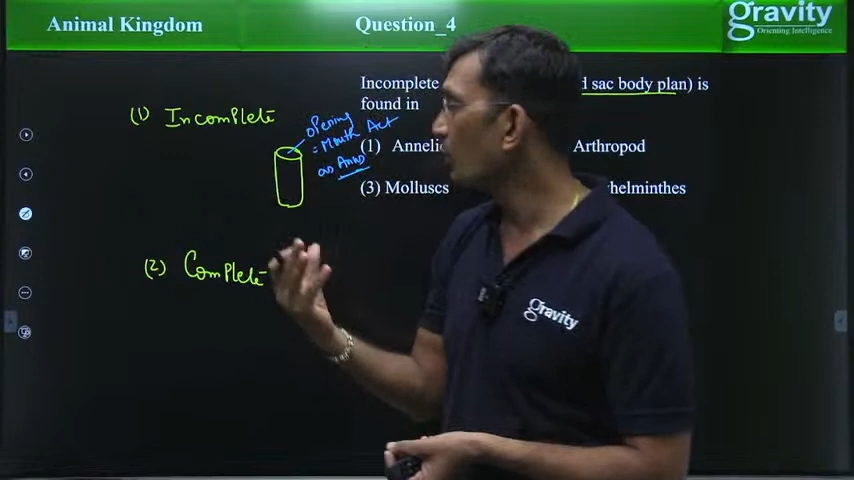 Animal Kingdom
Question_4
gravity
Orienting Intelligence
Incomplete d sac body plan) is
found in
(1) Annelid Arthropod
(3) Molluscs helminthes
(1) Incomplete
opening
= Mouth Act
as Anus
(2) Complete
gravity